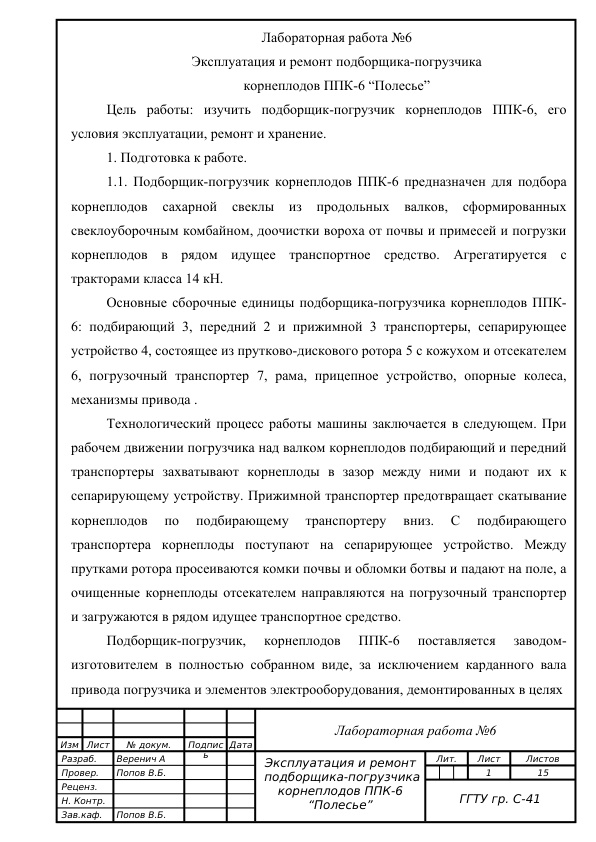 Лабораторная работа №6
Эксплуатация и ремонт подборщика-погрузчика
корнеплодов ППК-6 “Полесье”
Цель работы: изучить подборщик-погрузчик корнеплодов ППК-6, его
условия эксплуатации, ремонт и хранение.
1. Подготовка к работе.
1.1. Подборщик-погрузчик корнеплодов ППК-6 предназначен для подбора
корнеплодов сахарной свеклы из продольных валков, сформированных
свеклоуборочным комбайном, доочистки вороха от почвы и примесей и погрузки
корнеплодов в рядом идущее транспортное средство. Агрегатируется с
тракторами класса 14 кН.
Основные сборочные единицы подборщика-погрузчика корнеплодов ППК-
6: подбирающий 3, передний 2 и прижимной 3 транспортеры, сепарирующее
устройство 4, состоящее из прутково-дискового ротора 5 с кожухом и отсекателем
6, погрузочный транспортер 7, рама, прицепное устройство, опорные колеса,
механизмы привода .
Технологический процесс работы машины заключается в следующем. При
рабочем движении погрузчика над валком корнеплодов подбирающий и передний
транспортеры захватывают корнеплоды в зазор между ними и подают их к
сепарирующему устройству. Прижимной транспортер предотвращает скатывание
корнеплодов по подбирающему транспортеру вниз. С подбирающего
транспортера корнеплоды поступают на сепарирующее устройство. Между
прутками ротора просеиваются комки почвы и обломки ботвы и падают на поле, а
очищенные корнеплоды отсекателем направляются на погрузочный транспортер
и загружаются в рядом идущее транспортное средство.
Подборщик-погрузчик, корнеплодов ППК-6 поставляется заводом-
изготовителем в полностью собранном виде, за исключением карданного вала
привода погрузчика и элементов электрооборудования, демонтированных в целях
Лабораторная работа №6
Изм Лист № докум. Подпис
ь Дата
Разраб. Веренич А
Провер. Попов В.Б.
Реценз.
Н. Контр.
Зав.каф. Попов В.Б.
Эксплуатация и ремонт
подборщика-погрузчика
корнеплодов ППК-6
“Полесье”
Лит. Лист Листов
1 15
ГГТУ гр. С-41